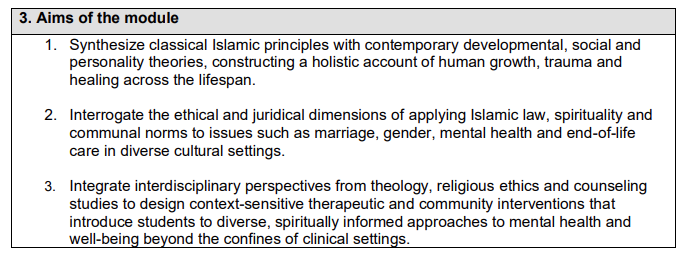 3. Aims of the module
1. Synthesize classical Islamic principles with contemporary developmental, social and
personality theories, constructing a holistic account of human growth, trauma and
healing across the lifespan.
2. Interrogate the ethical and juridical dimensions of applying Islamic law, spirituality and
communal norms to issues such as marriage, gender, mental health and end-of-life
care in diverse cultural settings.
3. Integrate interdisciplinary perspectives from theology, religious ethics and counseling
studies to design context-sensitive therapeutic and community interventions that
introduce students to diverse, spiritually informed approaches to mental health and
well-being beyond the confines of clinical settings.